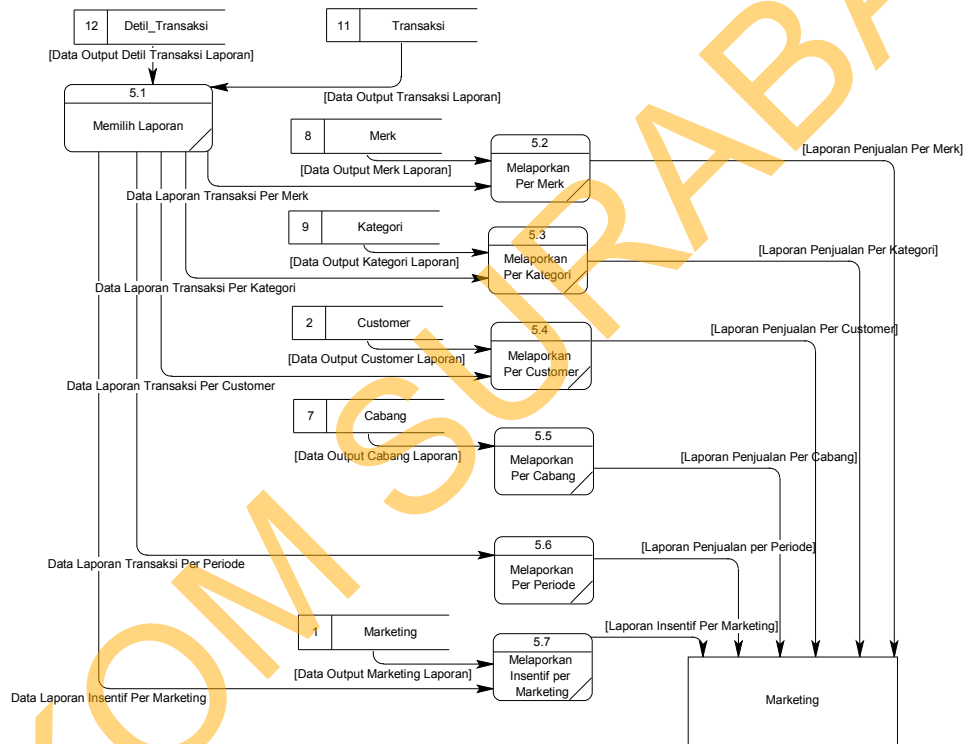 12 Detil_Transaksi
11 Transaksi
[Data Output Detil Transaksi Laporan]
5.1
Memilih Laporan
[Data Output Transaksi Laporan]
8 Merk
[Data Output Merk Laporan]
5.2
Melaporkan
Per Merk
[Laporan Penjualan Per Merk]
Data Laporan Transaksi Per Merk
9 Kategori
[Data Output Kategori Laporan]
5.3
Melaporkan
Per Kategori
[Laporan Penjualan Per Kategori]
Data Laporan Transaksi Per Kategori
2 Customer
[Data Output Customer Laporan]
5.4
Melaporkan
Per Customer
[Laporan Penjualan Per Customer]
Data Laporan Transaksi Per Customer
7 Cabang
[Data Output Cabang Laporan]
5.5
Melaporkan
Per Cabang
[Laporan Penjualan Per Cabang]
5.6
Melaporkan
Per Periode
[Laporan Penjualan per Periode]
Data Laporan Transaksi Per Periode
1 Marketing
[Data Output Marketing Laporan]
5.7
Melaporkan
Insentif per
Marketing
[Laporan Insentif Per Marketing]
Data Laporan Insentif Per Marketing
Marketing
KOM SURABA